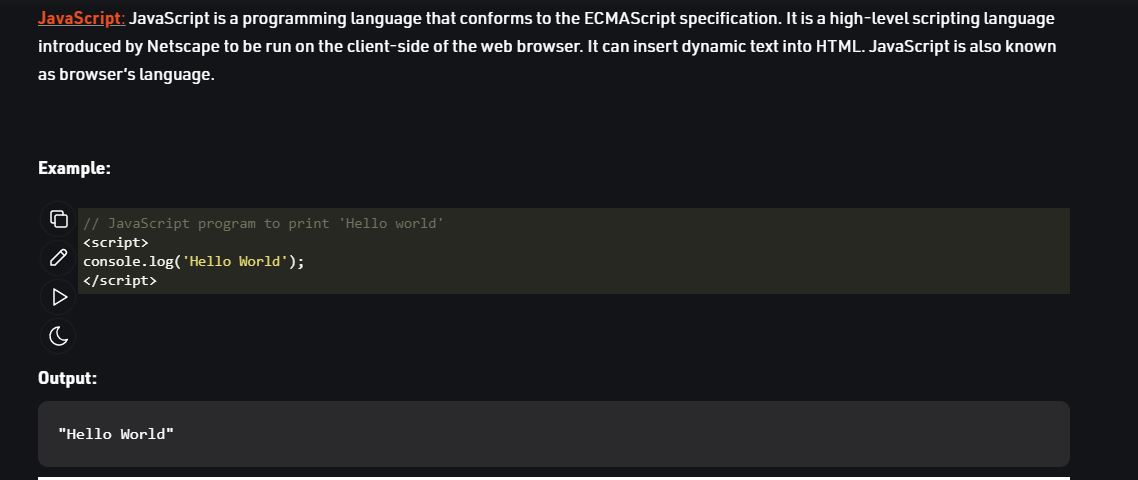 JavaScript: JavaScript is a programming language that conforms to the ECMAScript specification. It is a high-level scripting language
introduced by Netscape to be run on the client-side of the web browser. It can insert dynamic text into HTML. JavaScript is also known
as browser's language.
Example:
// JavaScript program to print 'Hello world'
<script>
console.log('Hello World');
</script>
Output:
"Hello World"